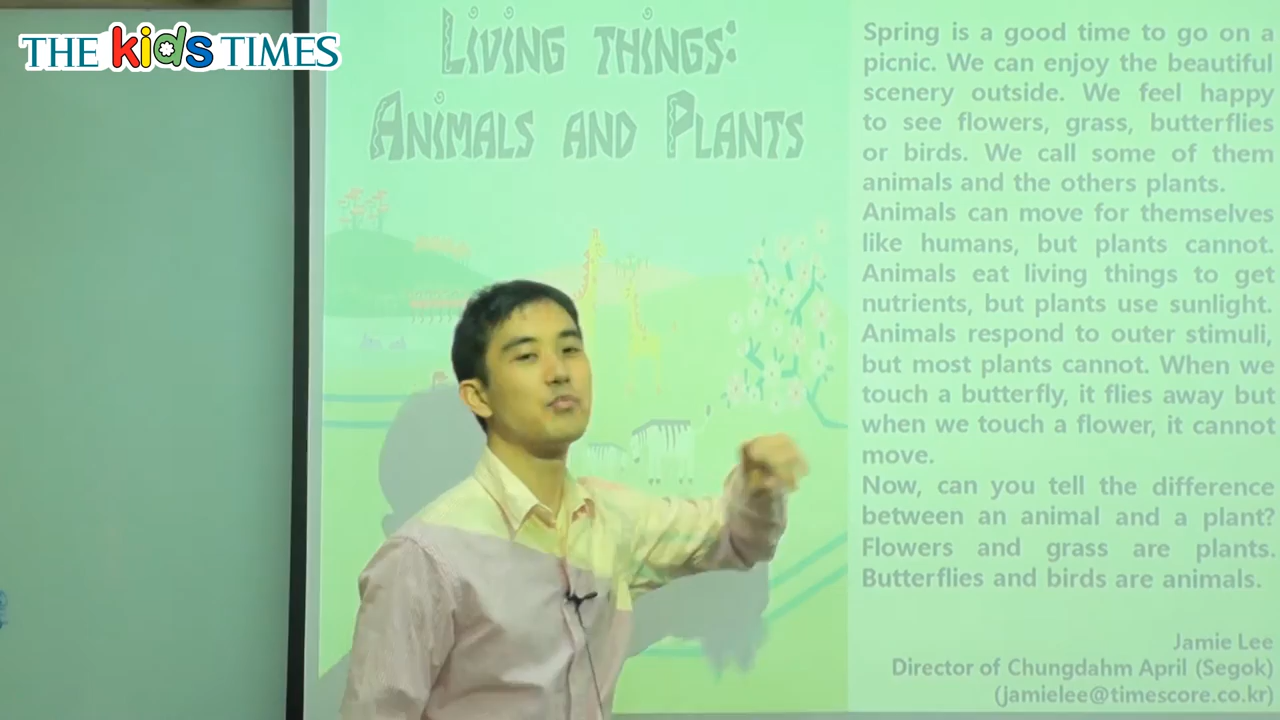 THE kids TIMES
LIVING THINGS:
ANIMALS AND PLANTS
Spring is a good time to go on a
picnic. We can enjoy the beautiful
scenery outside. We feel happy
to see flowers, grass, butterflies
or birds. We call some of them
animals and the others plants.
Animals can move for themselves
like humans, but plants cannot.
Animals eat living things to get
nutrients, but plants use sunlight.
Animals respond to outer stimuli,
but most plants cannot. When we
touch a butterfly, it flies away but
when we touch a flower, it cannot
move.
Now, can you tell the difference
between an animal and a plant?
Flowers and grass are plants.
Butterflies and birds are animals.
Jamie Lee
Director of Chungdahm April (Segok)
(jamielee@timescore.co.kr)